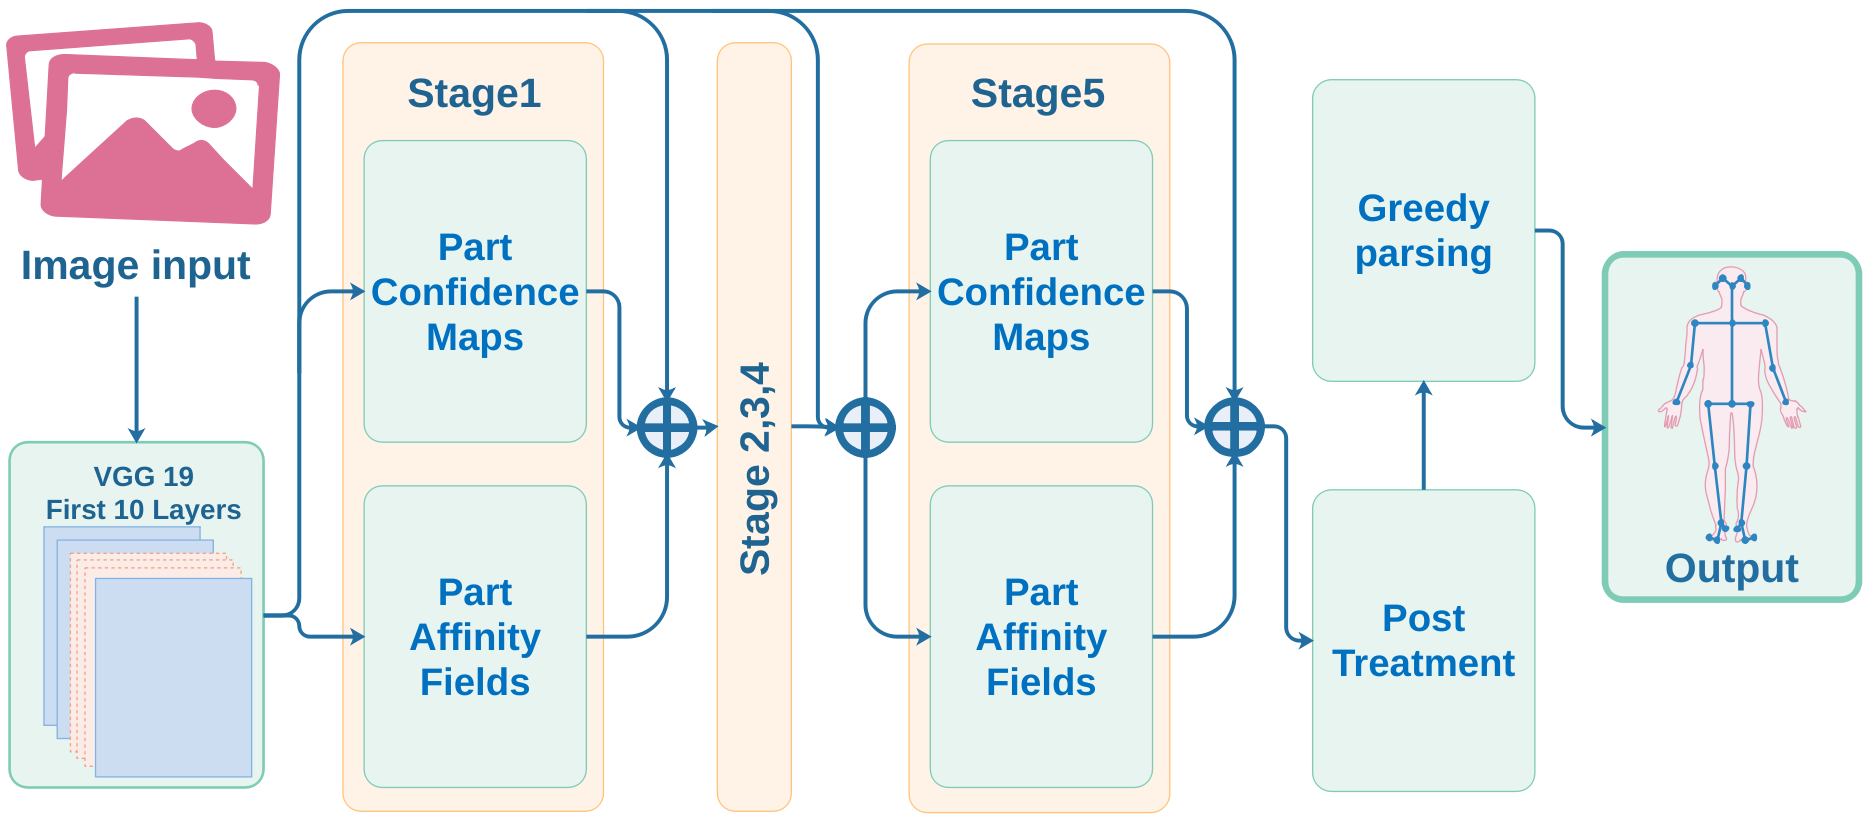 Image input
VGG 19
First 10 Layers
Stage1
Part
Confidence
Maps
Part
Affinity
Fields
Stage 2,3,4
Stage5
Part
Confidence
Maps
Part
Affinity
Fields
Greedy
parsing
Post
Treatment
Output